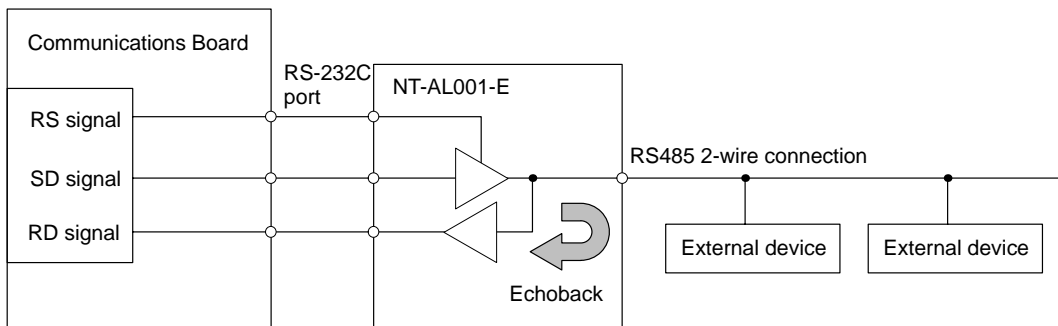 Communications Board
RS-232C
port
NT-AL001-E
RS signal
SD signal
RD signal
RS485 2-wire connection
External device
External device
Echoback